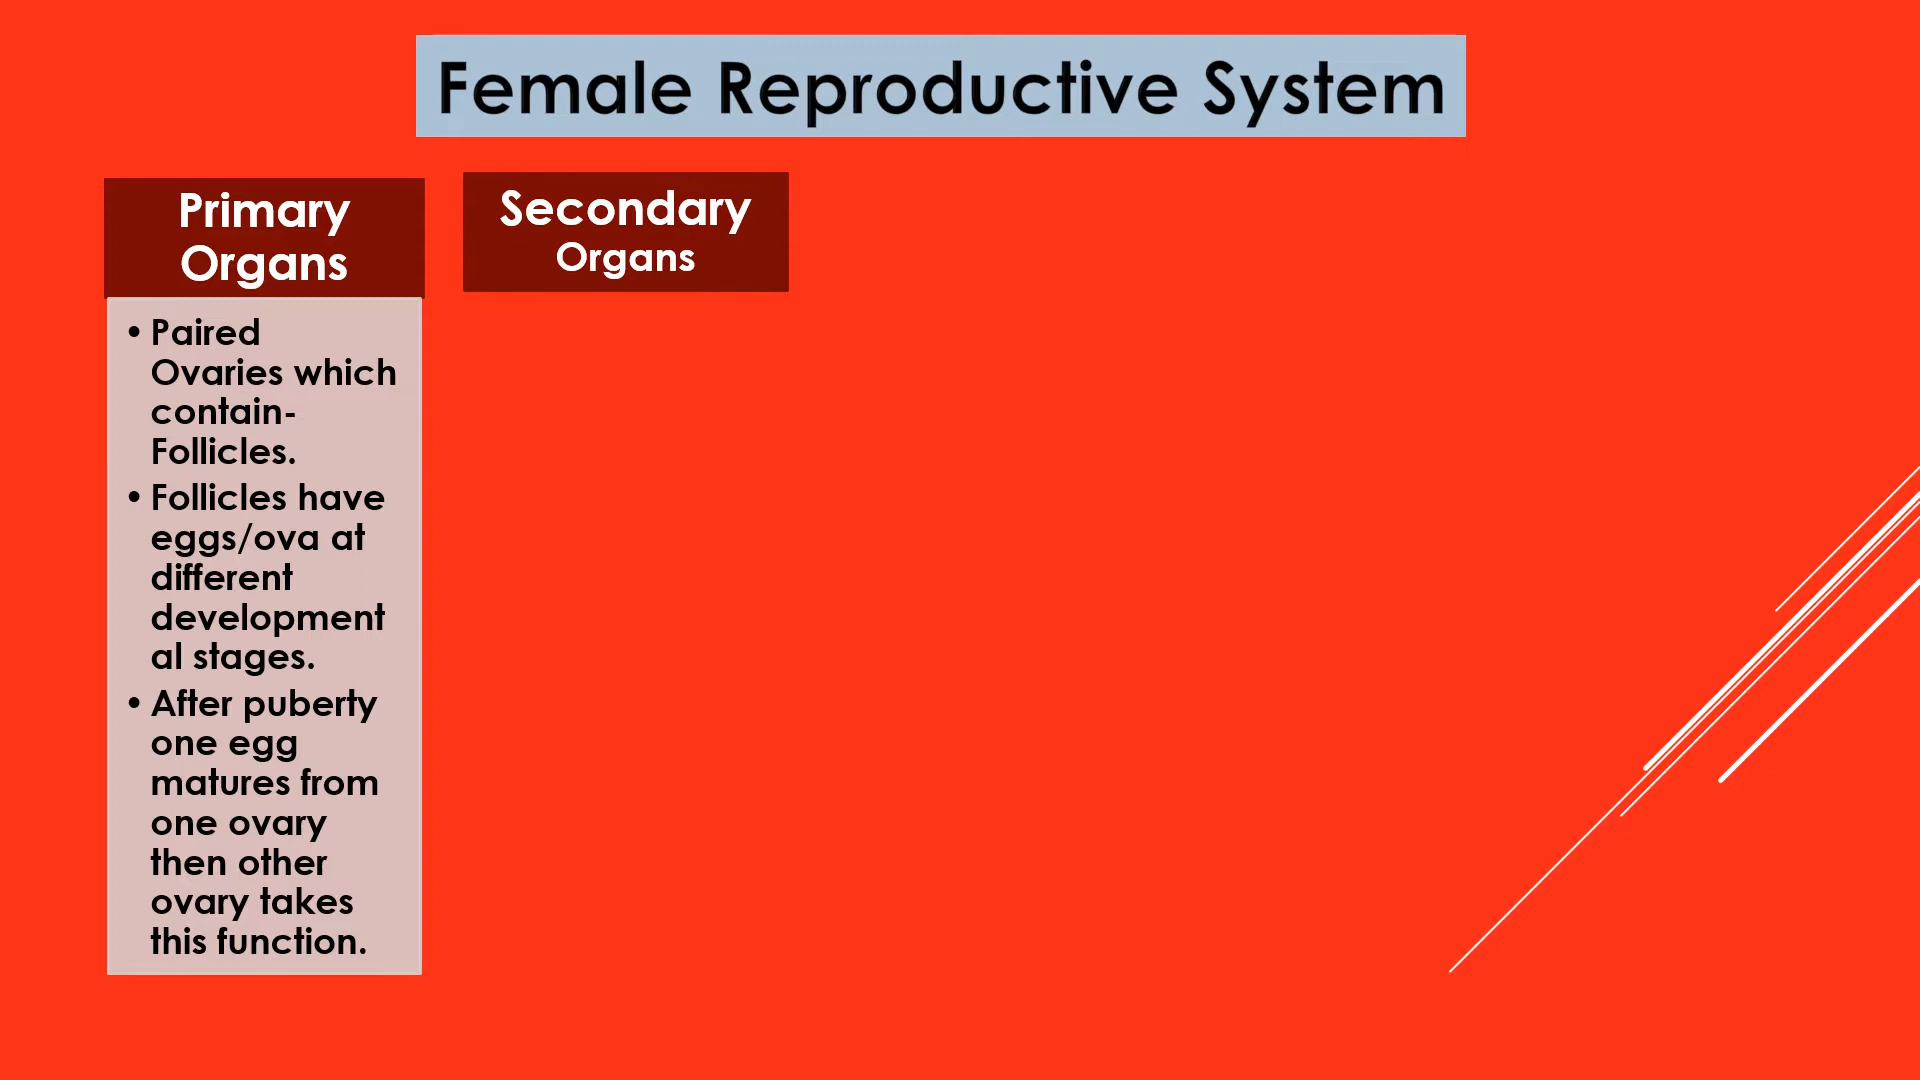 Female Reproductive System
Primary
Organs
Secondary
Organs
• Paired
Ovaries which
contain-
Follicles.
• Follicles have
eggs/ova at
different
development
al stages.
• After puberty
one egg
matures from
one ovary
then other
ovary takes
this function.